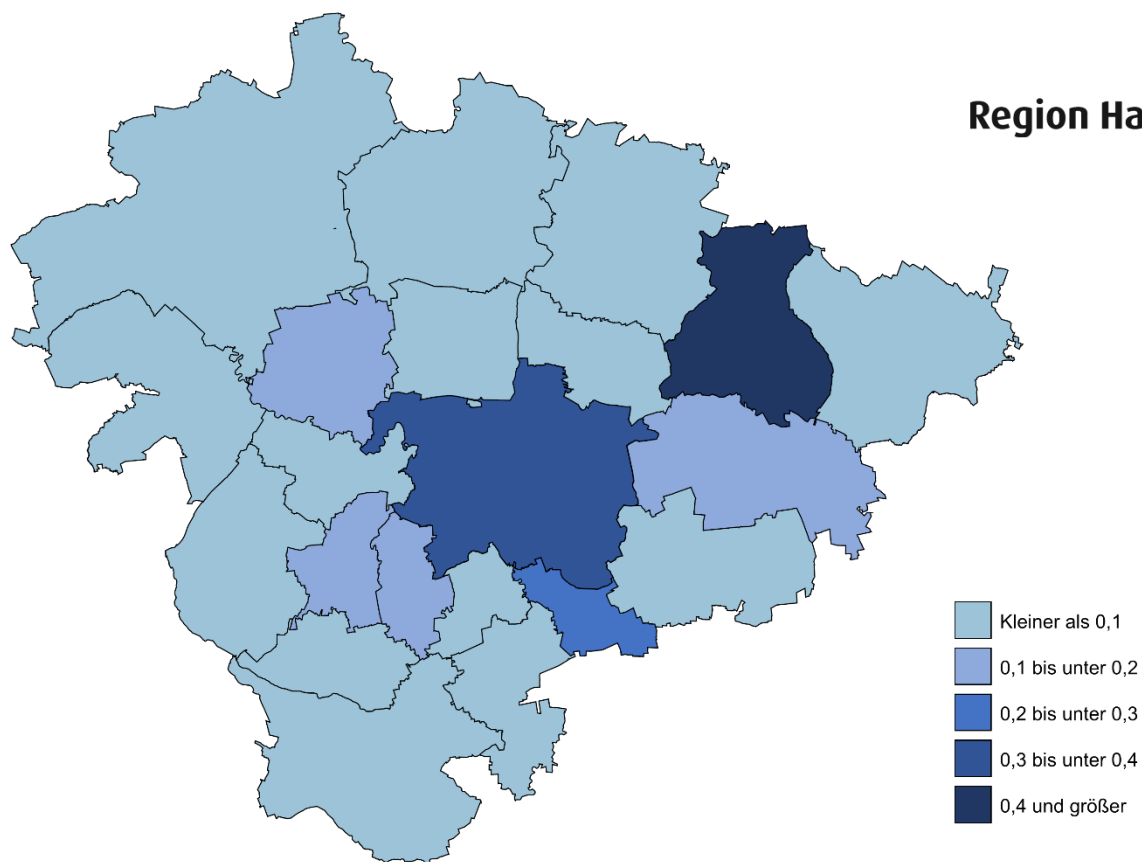 Region Ha
Kleiner als 0,1
0,1 bis unter 0,2
0,2 bis unter 0,3
0,3 bis unter 0,4
0,4 und größer